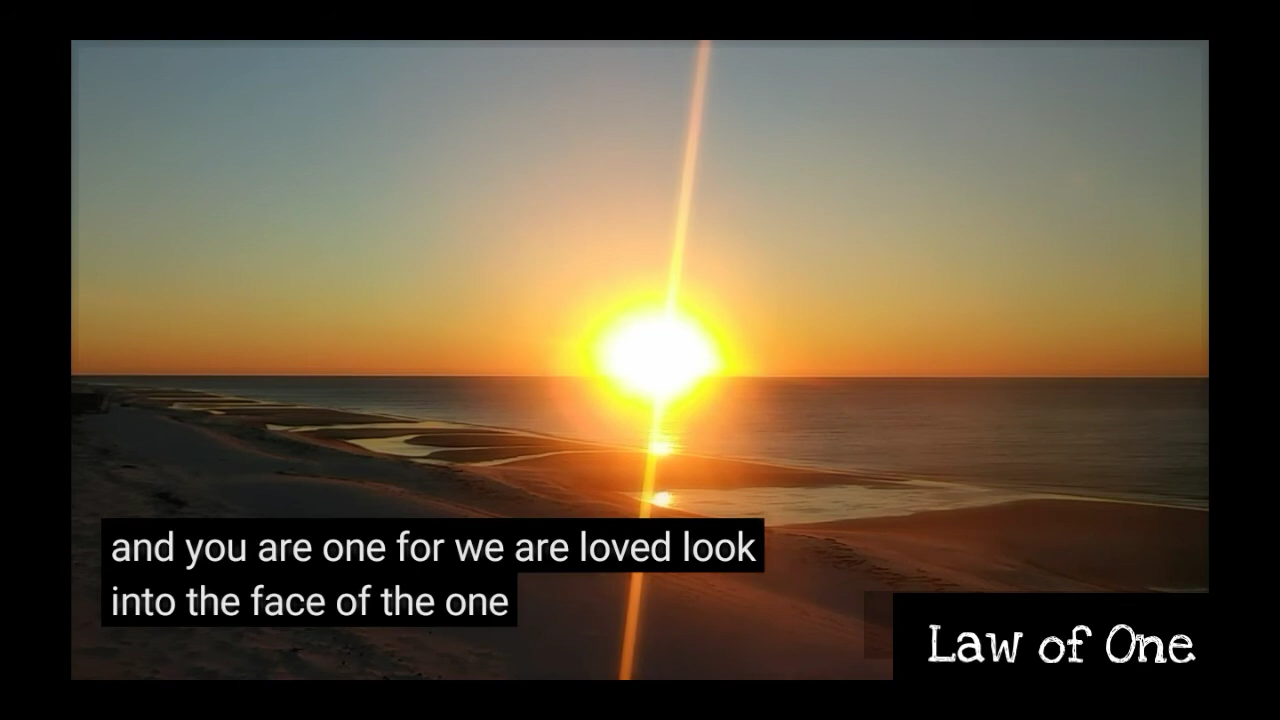 and you are one for we are loved look
into the face of the one
Law of One